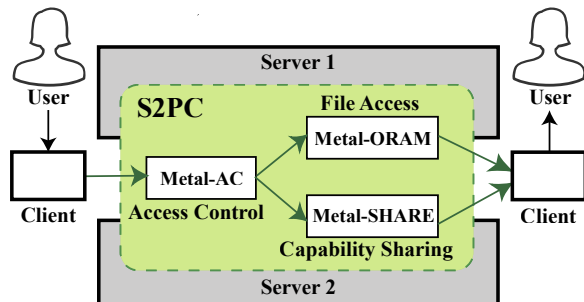 Server 1
User
S2PC
File Access
User
Metal-ORAM
Metal-AC
Access Control
Client
Metal-SHARE
Capability Sharing
Client
Server 2